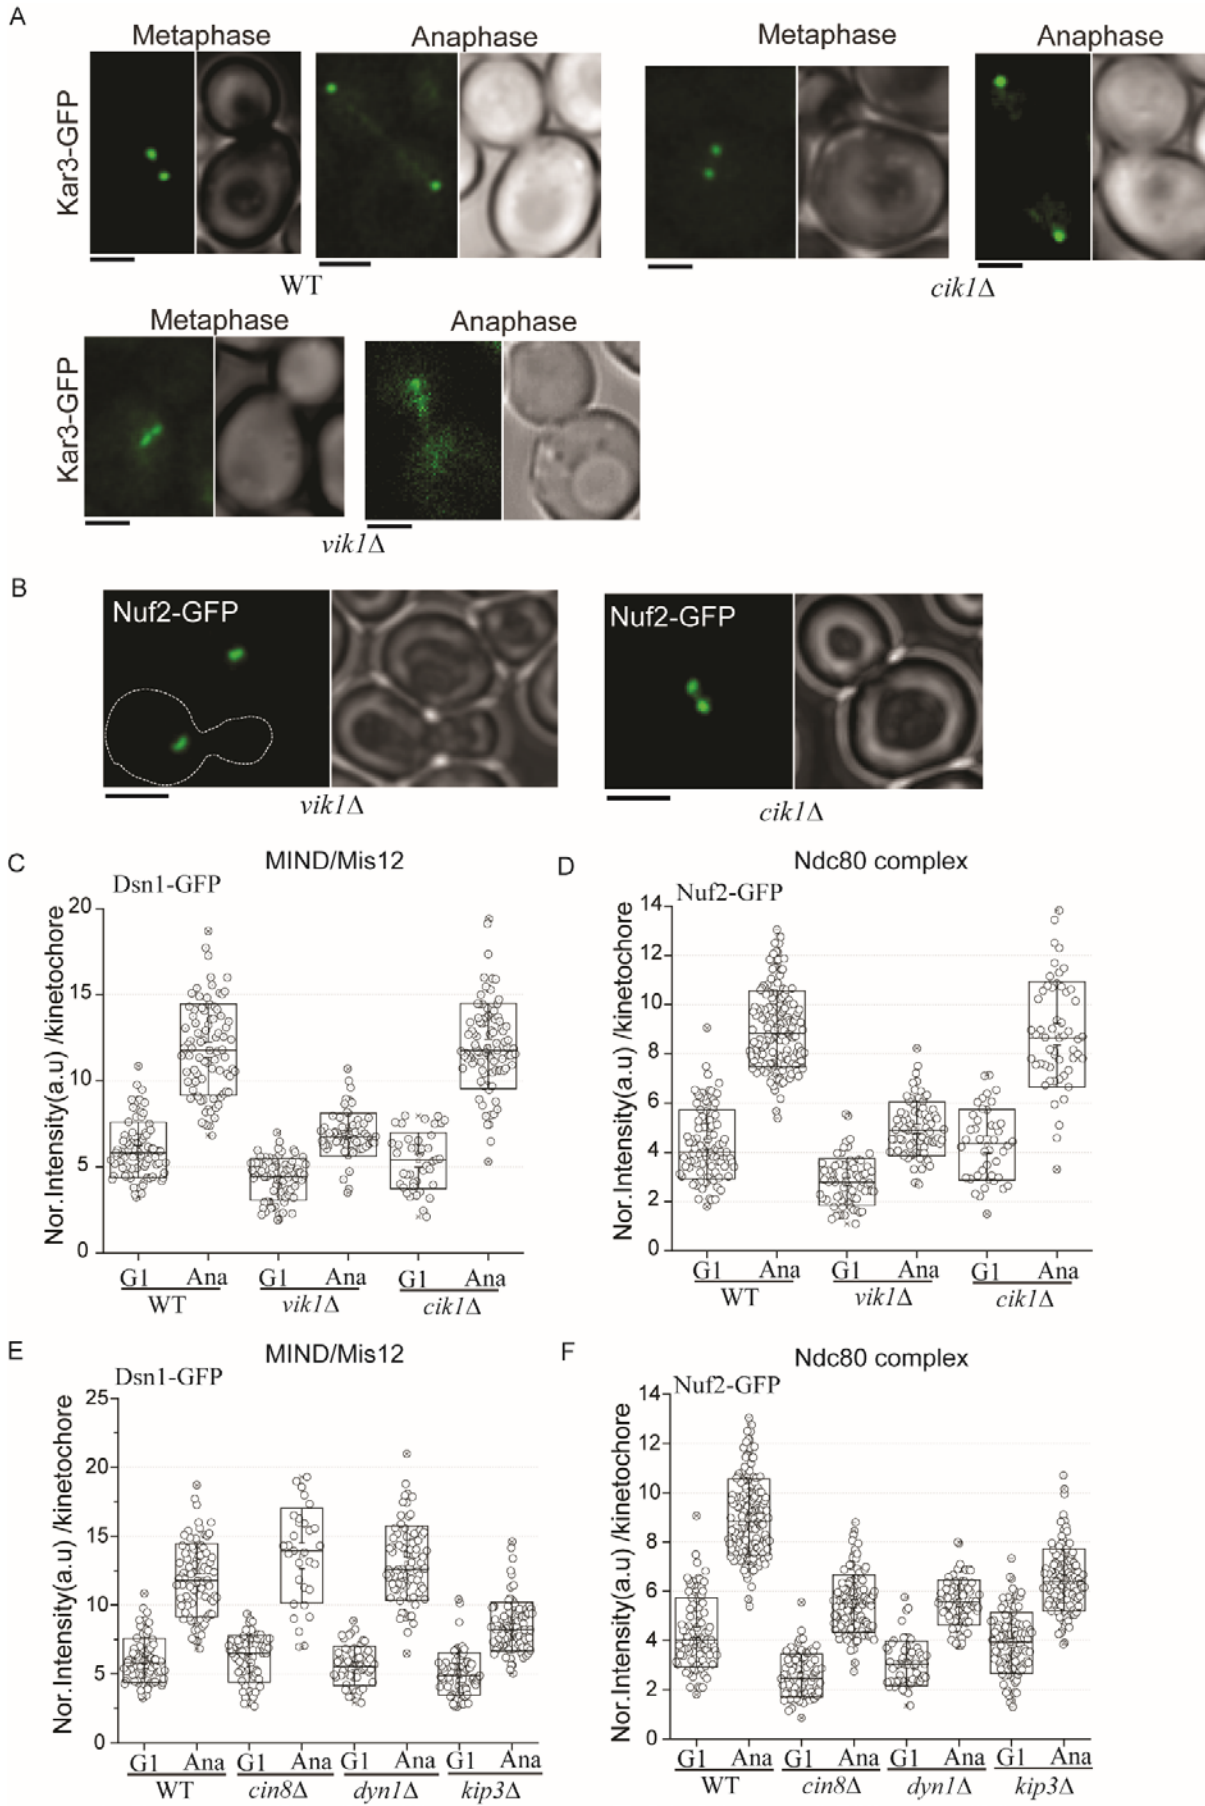 A
Metaphase Anaphase Metaphase Anaphase
Kar3-GFP
WT cik1Δ
Metaphase Anaphase
Kar3-GFP
vik1Δ
B
Nuf2-GFP Nuf2-GFP
vik1Δ cik1Δ
C MIND/Mis12
Dsn1-GFP
Nor.Intensity(a.u) /kinetochore
20
15
10
5
0
G1 Ana G1 Ana G1 Ana
WT vik1Δ cik1Δ
D Ndc80 complex
Nuf2-GFP
Nor.Intensity(a.u) /kinetochore
14
12
10
8
6
4
2
0
G1 Ana G1 Ana G1 Ana
WT vik1Δ cik1Δ
E MIND/Mis12
Dsn1-GFP
Nor.Intensity(a.u) /kinetochore
25
20
15
10
5
0
G1 Ana G1 Ana G1 Ana G1 Ana
WT cin8Δ dyn1Δ kip3Δ
F Ndc80 complex
Nuf2-GFP
Nor.Intensity(a.u) /kinetochore
14
12
10
8
6
4
2
0
G1 Ana G1 Ana G1 Ana G1 Ana
WT cin8Δ dyn1Δ kip3Δ